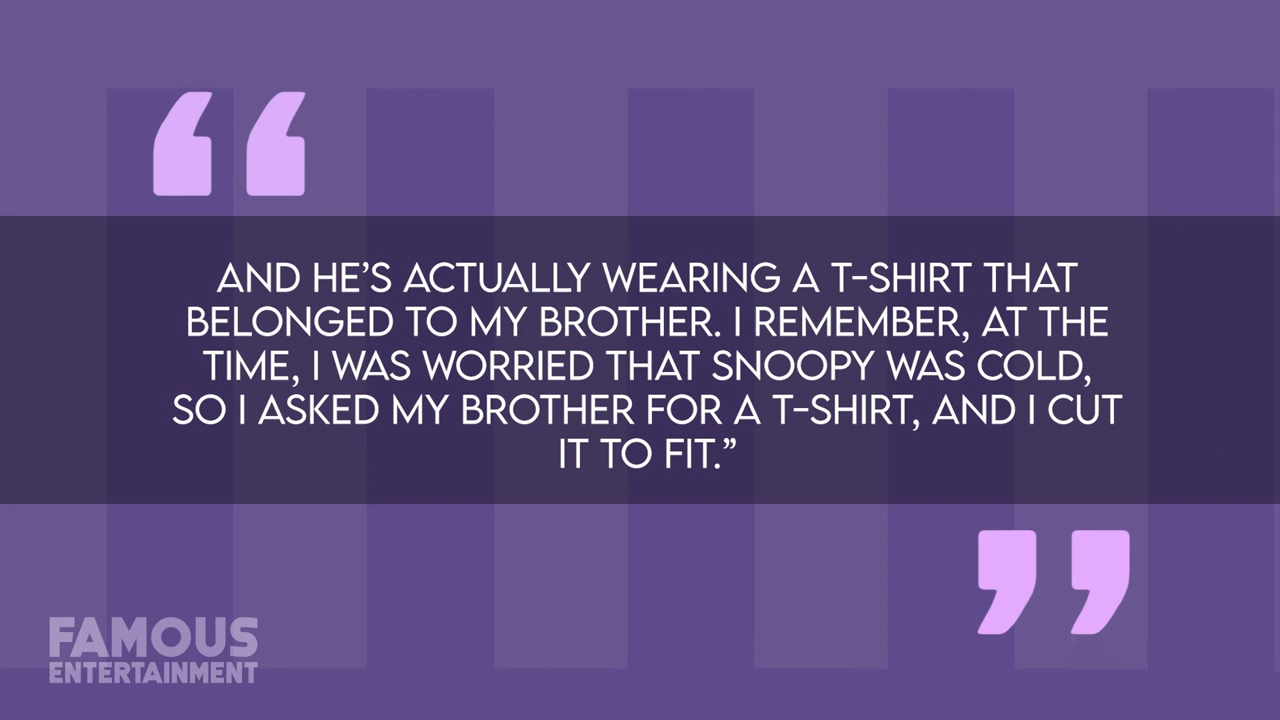 AND HE’S ACTUALLY WEARING A T-SHIRT THAT
BELONGED TO MY BROTHER. I REMEMBER, AT THE
TIME, I WAS WORRIED THAT SNOOPY WAS COLD,
SO I ASKED MY BROTHER FOR A T-SHIRT, AND I CUT
IT TO FIT.”
FAMOUS
ENTERTAINMENT